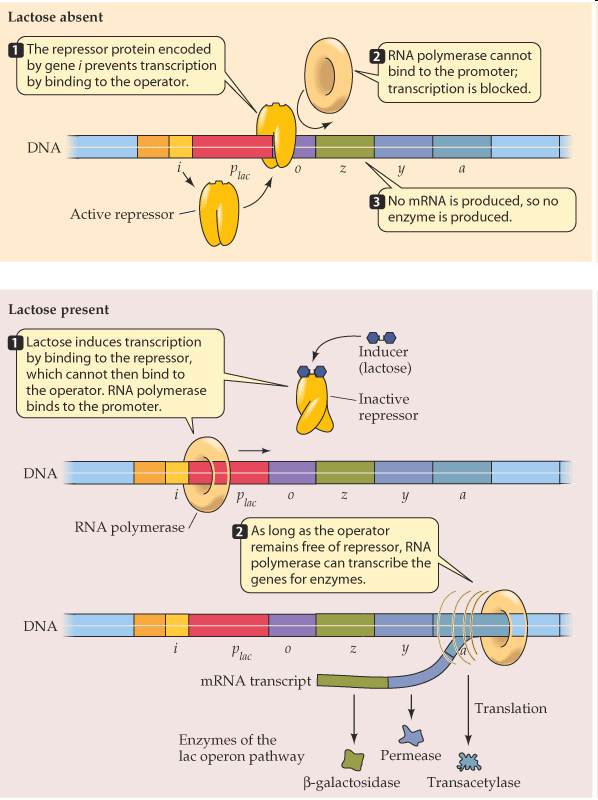 Lactose absent
1 The repressor protein encoded
by gene i prevents transcription
by binding to the operator.
2 RNA polymerase cannot
bind to the promoter;
transcription is blocked.
DNA
i
Plac
o
z
y
a
Active repressor
3 No mRNA is produced, so no
enzyme is produced.
Lactose present
1 Lactose induces transcription
by binding to the repressor,
which cannot then bind to
the operator. RNA polymerase
binds to the promoter.
Inducer
(lactose)
Inactive
repressor
DNA
i
Plac
o
z
y
a
RNA polymerase
2 As long as the operator
remains free of repressor, RNA
polymerase can transcribe the
genes for enzymes.
DNA
i
Plac
o
z
y
a
mRNA transcript
Translation
Enzymes of the
lac operon pathway
Permease
β-galactosidase
Transacetylase